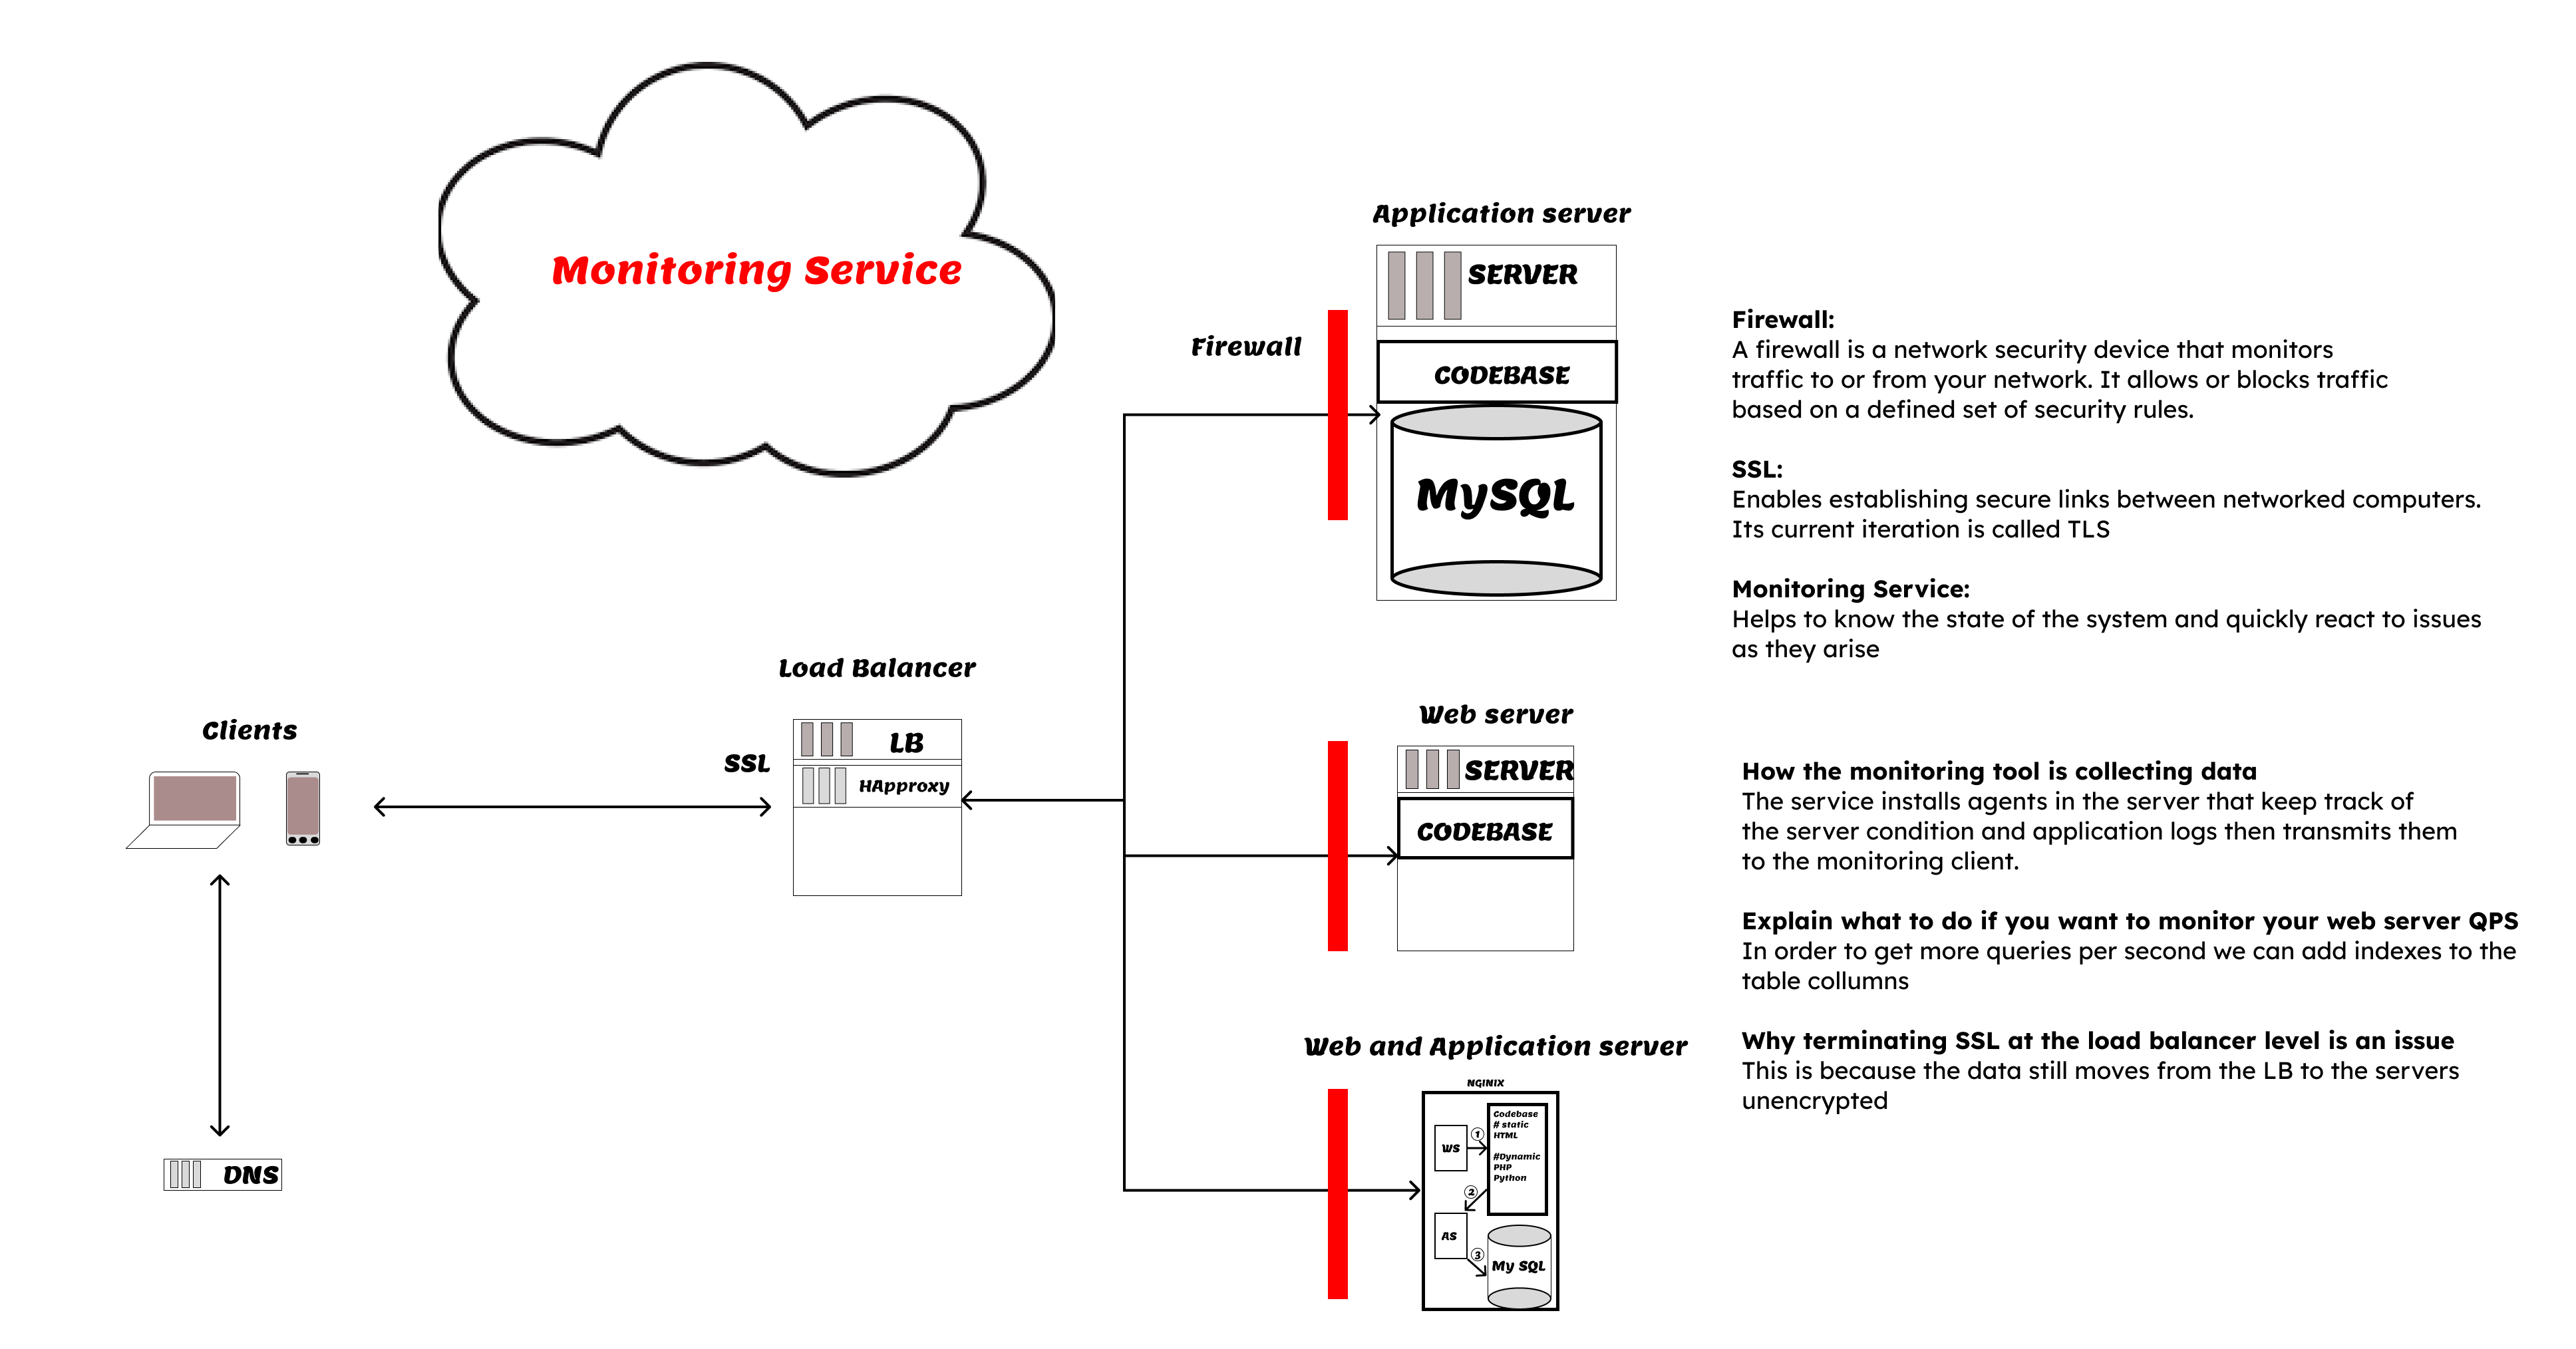 Monitoring Service
Application server
SERVER
Firewall
CODEBASE
MySQL
Firewall:
A firewall is a network security device that monitors
traffic to or from your network. It allows or blocks traffic
based on a defined set of security rules.
SSL:
Enables establishing secure links between networked computers.
Its current iteration is called TLS
Monitoring Service:
Helps to know the state of the system and quickly react to issues
as they arise
Load Balancer
Clients
SSL
LB
HApproxy
Web server
SERVER
CODEBASE
How the monitoring tool is collecting data
The service installs agents in the server that keep track of
the server condition and application logs then transmits them
to the monitoring client.
Explain what to do if you want to monitor your web server QPS
In order to get more queries per second we can add indexes to the
table collumns
Why terminating SSL at the load balancer level is an issue
This is because the data still moves from the LB to the servers
unencrypted
DNS
Web and Application server
NGINIX
Codebase
# static
HTML
#Dynamic
PHP
Python
WS
1
2
AS
3
My SQL